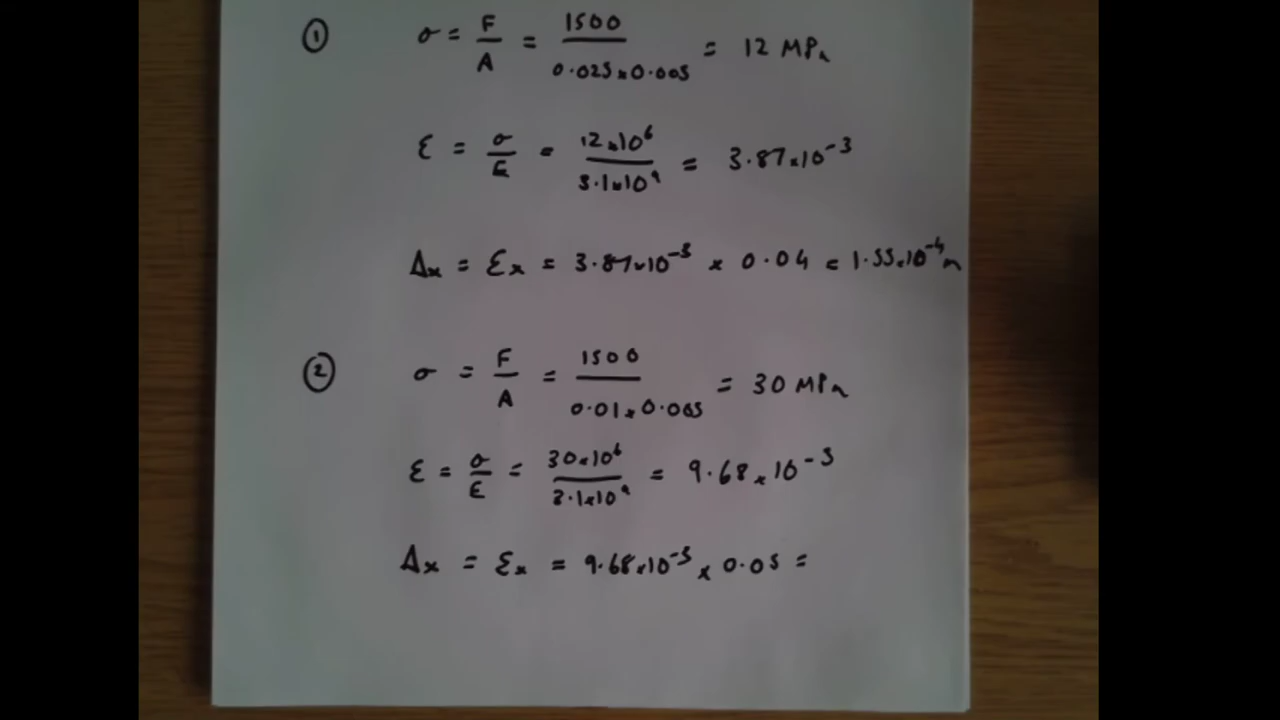 ① σ = F/A = 1500/(0.025 × 0.005) = 12 MPa
ε = σ/E = 12×10⁶/(3.1×10⁹) = 3.87×10⁻³
Δx = εx = 3.87×10⁻³ × 0.04 = 1.55×10⁻⁴ m
② σ = F/A = 1500/(0.01 × 0.005) = 30 MPa
ε = σ/E = 30×10⁶/(3.1×10⁹) = 9.68 × 10⁻³
Δx = εx = 9.68×10⁻³ × 0.05 =